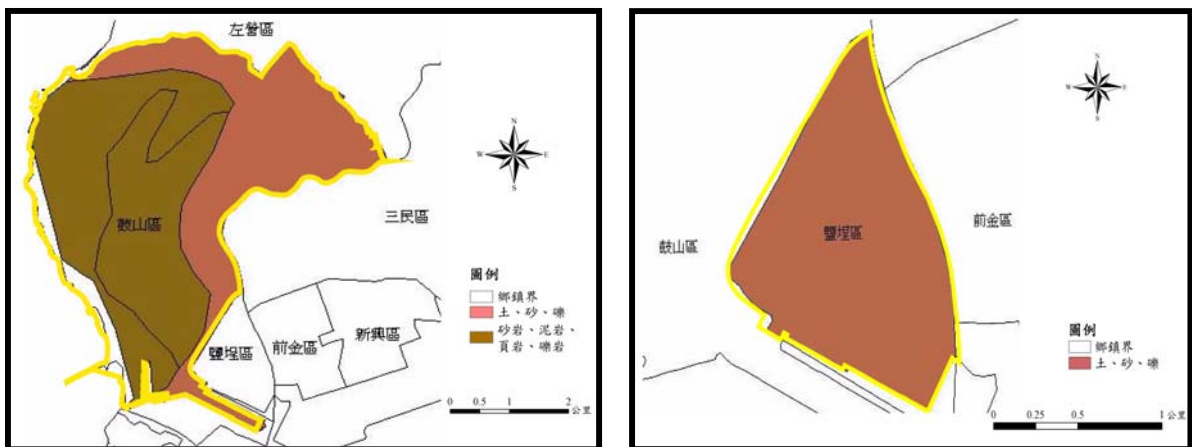 左營區
N
W
E
S
三民區
鼓山區
圖例
鄉鎮界
土、砂、礫
砂岩、泥岩、
頁岩、礫岩
鹽埕區
前金區
新興區
0 0.5 1 2
公里
N
W
E
S
鹽埕區
前金區
鼓山區
圖例
鄉鎮界
土、砂、礫
0 0.25 0.5 1
公里